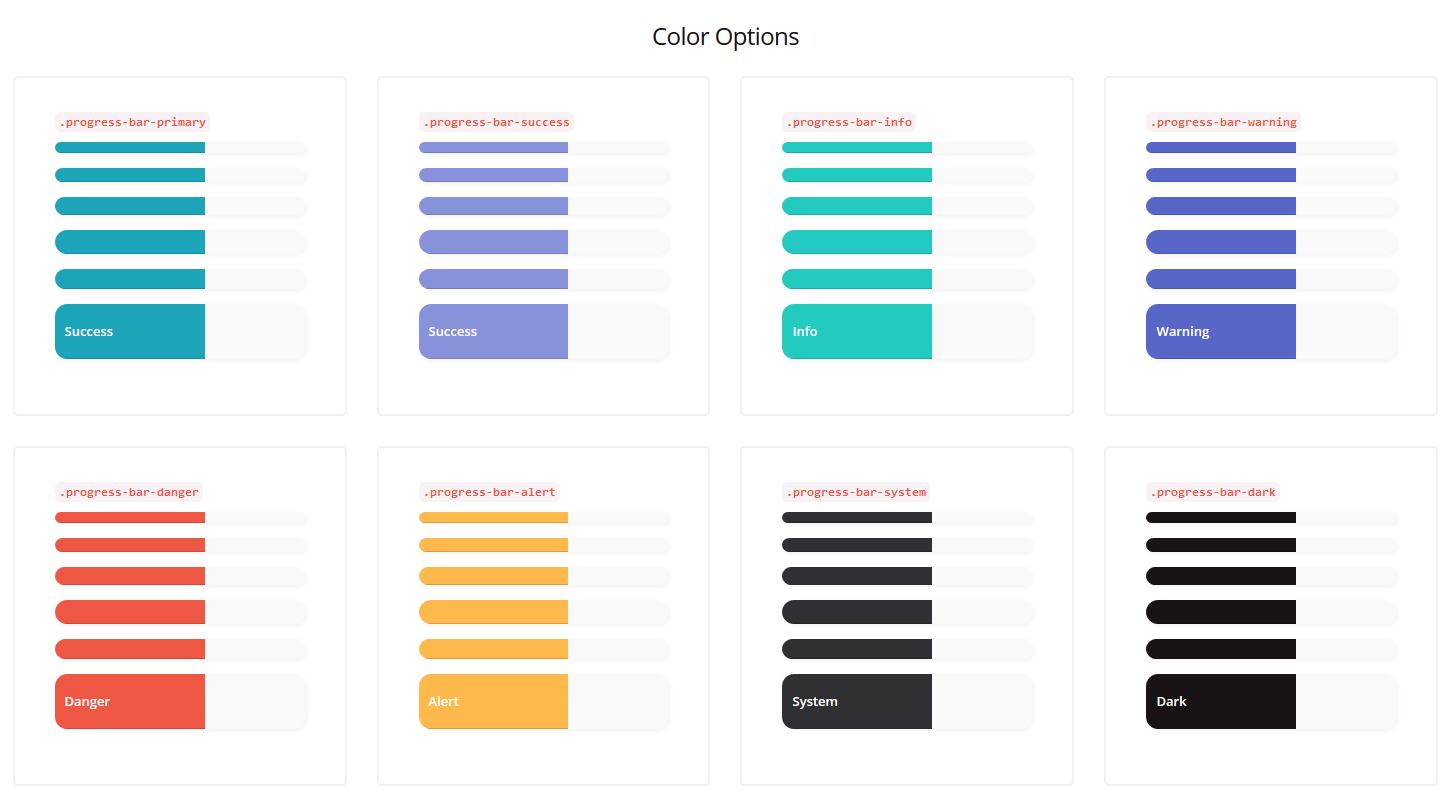 Color Options
.progress-bar-primary
Success
.progress-bar-success
Success
.progress-bar-info
Info
.progress-bar-warning
Warning
.progress-bar-danger
Danger
.progress-bar-alert
Alert
.progress-bar-system
System
.progress-bar-dark
Dark